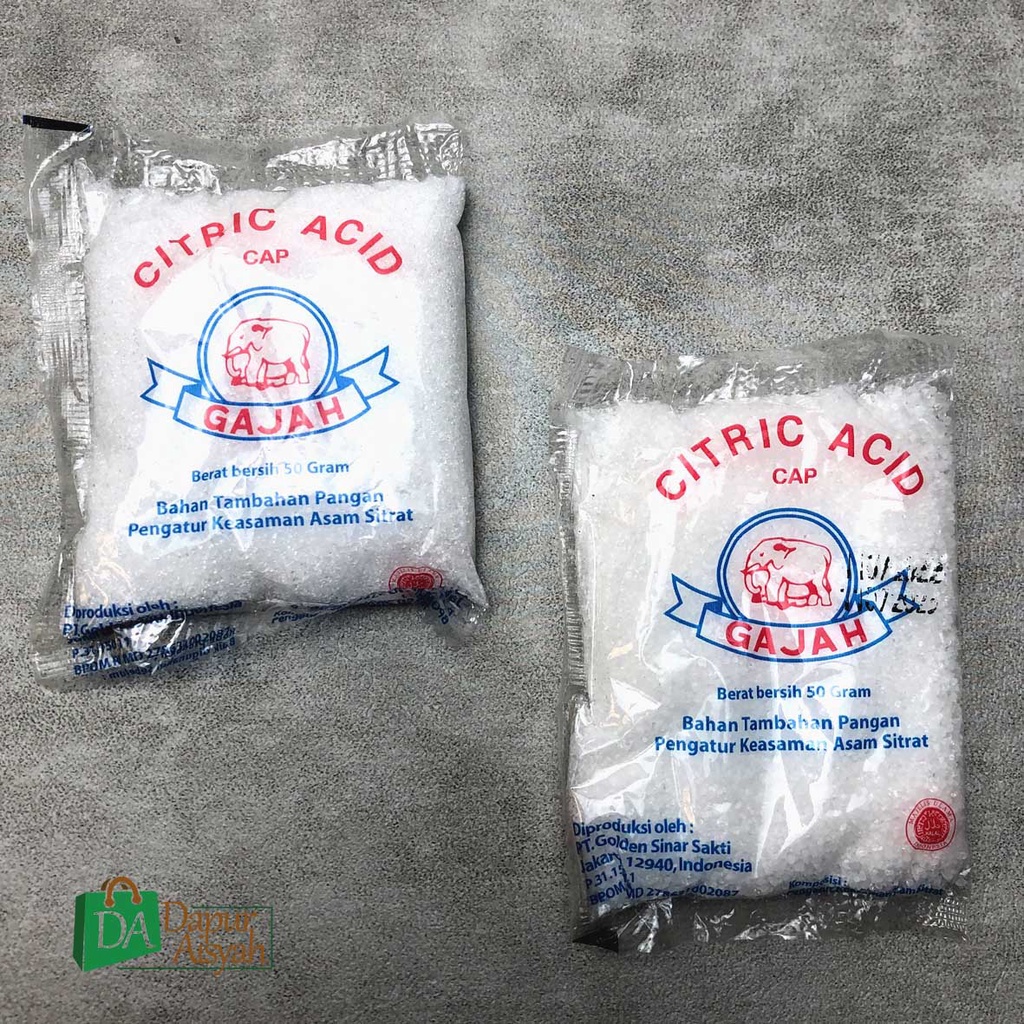 CITRIC ACID
CAP
GAJAH
Berat bersih 50 Gram
Bahan Tambahan Pangan
Pengatur Keasaman Asam Sitrat
Diproduksi oleh :
CITRIC ACID
CAP
GAJAH
Berat bersih 50 Gram
Bahan Tambahan Pangan
Pengatur Keasaman Asam Sitrat
HALAL
Diproduksi oleh :
PT. Golden Sinar Sakti
12940, Indonesia
Komposisi :
DA Dapur
Aisyah